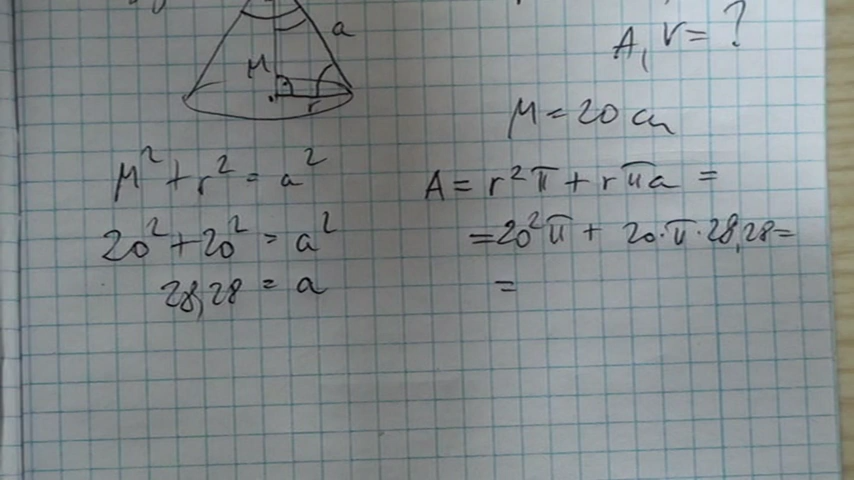 a
A, V = ?
M
r
M = 20 cm
M² + r² = a²
A = r²π + rπa =
20² + 20² = a²
= 20²π + 20·π·28,28 =
28,28 = a
=